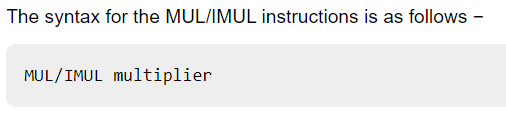 The syntax for the MUL/IMUL instructions is as follows −
MUL/IMUL multiplier